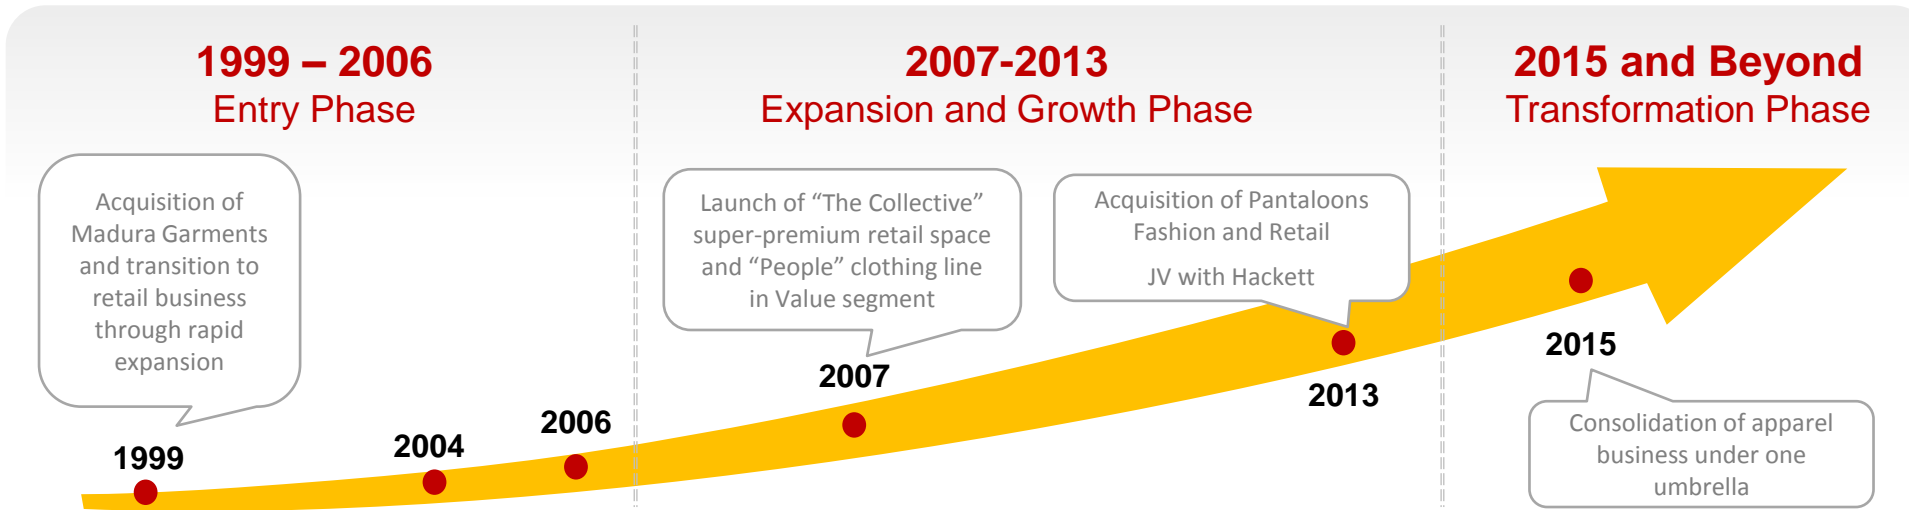 1999 – 2006
Entry Phase
2007-2013
Expansion and Growth Phase
2015 and Beyond
Transformation Phase
Acquisition of
Madura Garments
and transition to
retail business
through rapid
expansion
Launch of “The Collective”
super-premium retail space
and “People” clothing line
in Value segment
Acquisition of Pantaloons
Fashion and Retail
JV with Hackett
1999
2004
2006
2007
2013
2015
Consolidation of apparel
business under one
umbrella